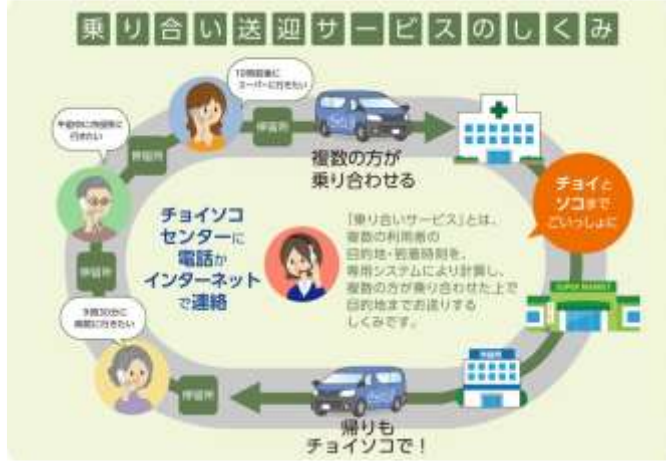 乗り合い送迎サービスのしくみ
10時前後に
スーパーに行きたい
午前中に市役所に
行きたい
停留所
停留所
複数の方が
乗り合わせる
チョイと
ソコまで
ごいっしょに
チョイソコ
センターに
電話か
インターネット
で連絡
「乗り合いサービス」とは、
複数の利用者の
目的地・到着時刻を、
専用システムにより計算し、
複数の方が乗り合わせた上で
目的地までお送りする
しくみです。
停留所
SUPER MARKET
9時30分に
病院に行きたい
市役所
停留所
帰りも
チョイソコで!